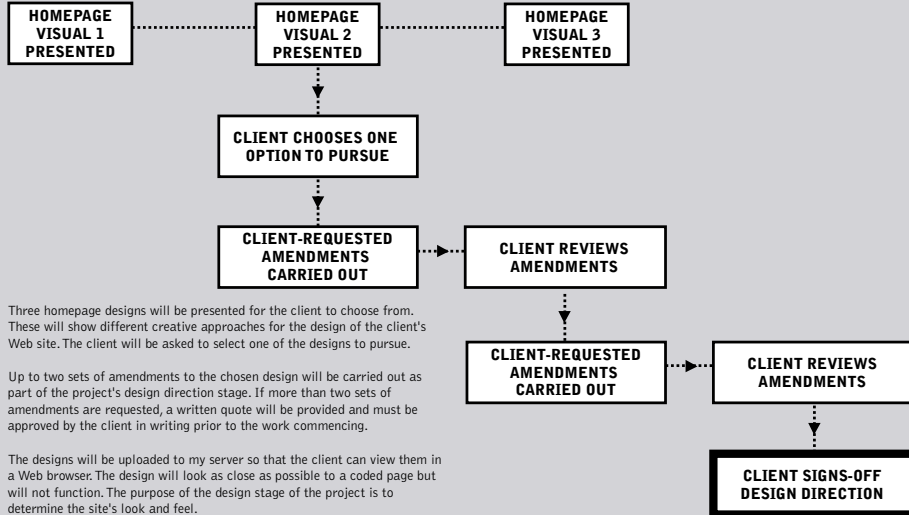 HOMEPAGE
VISUAL 1
PRESENTED
HOMEPAGE
VISUAL 2
PRESENTED
HOMEPAGE
VISUAL 3
PRESENTED
CLIENT CHOOSES ONE
OPTION TO PURSUE
CLIENT-REQUESTED
AMENDMENTS
CARRIED OUT
CLIENT REVIEWS
AMENDMENTS
CLIENT-REQUESTED
AMENDMENTS
CARRIED OUT
CLIENT REVIEWS
AMENDMENTS
CLIENT SIGNS-OFF
DESIGN DIRECTION
Three homepage designs will be presented for the client to choose from.
These will show different creative approaches for the design of the client's
Web site. The client will be asked to select one of the designs to pursue.
Up to two sets of amendments to the chosen design will be carried out as
part of the project's design direction stage. If more than two sets of
amendments are requested, a written quote will be provided and must be
approved by the client in writing prior to the work commencing.
The designs will be uploaded to my server so that the client can view them in
a Web browser. The design will look as close as possible to a coded page but
will not function. The purpose of the design stage of the project is to
determine the site's look and feel.